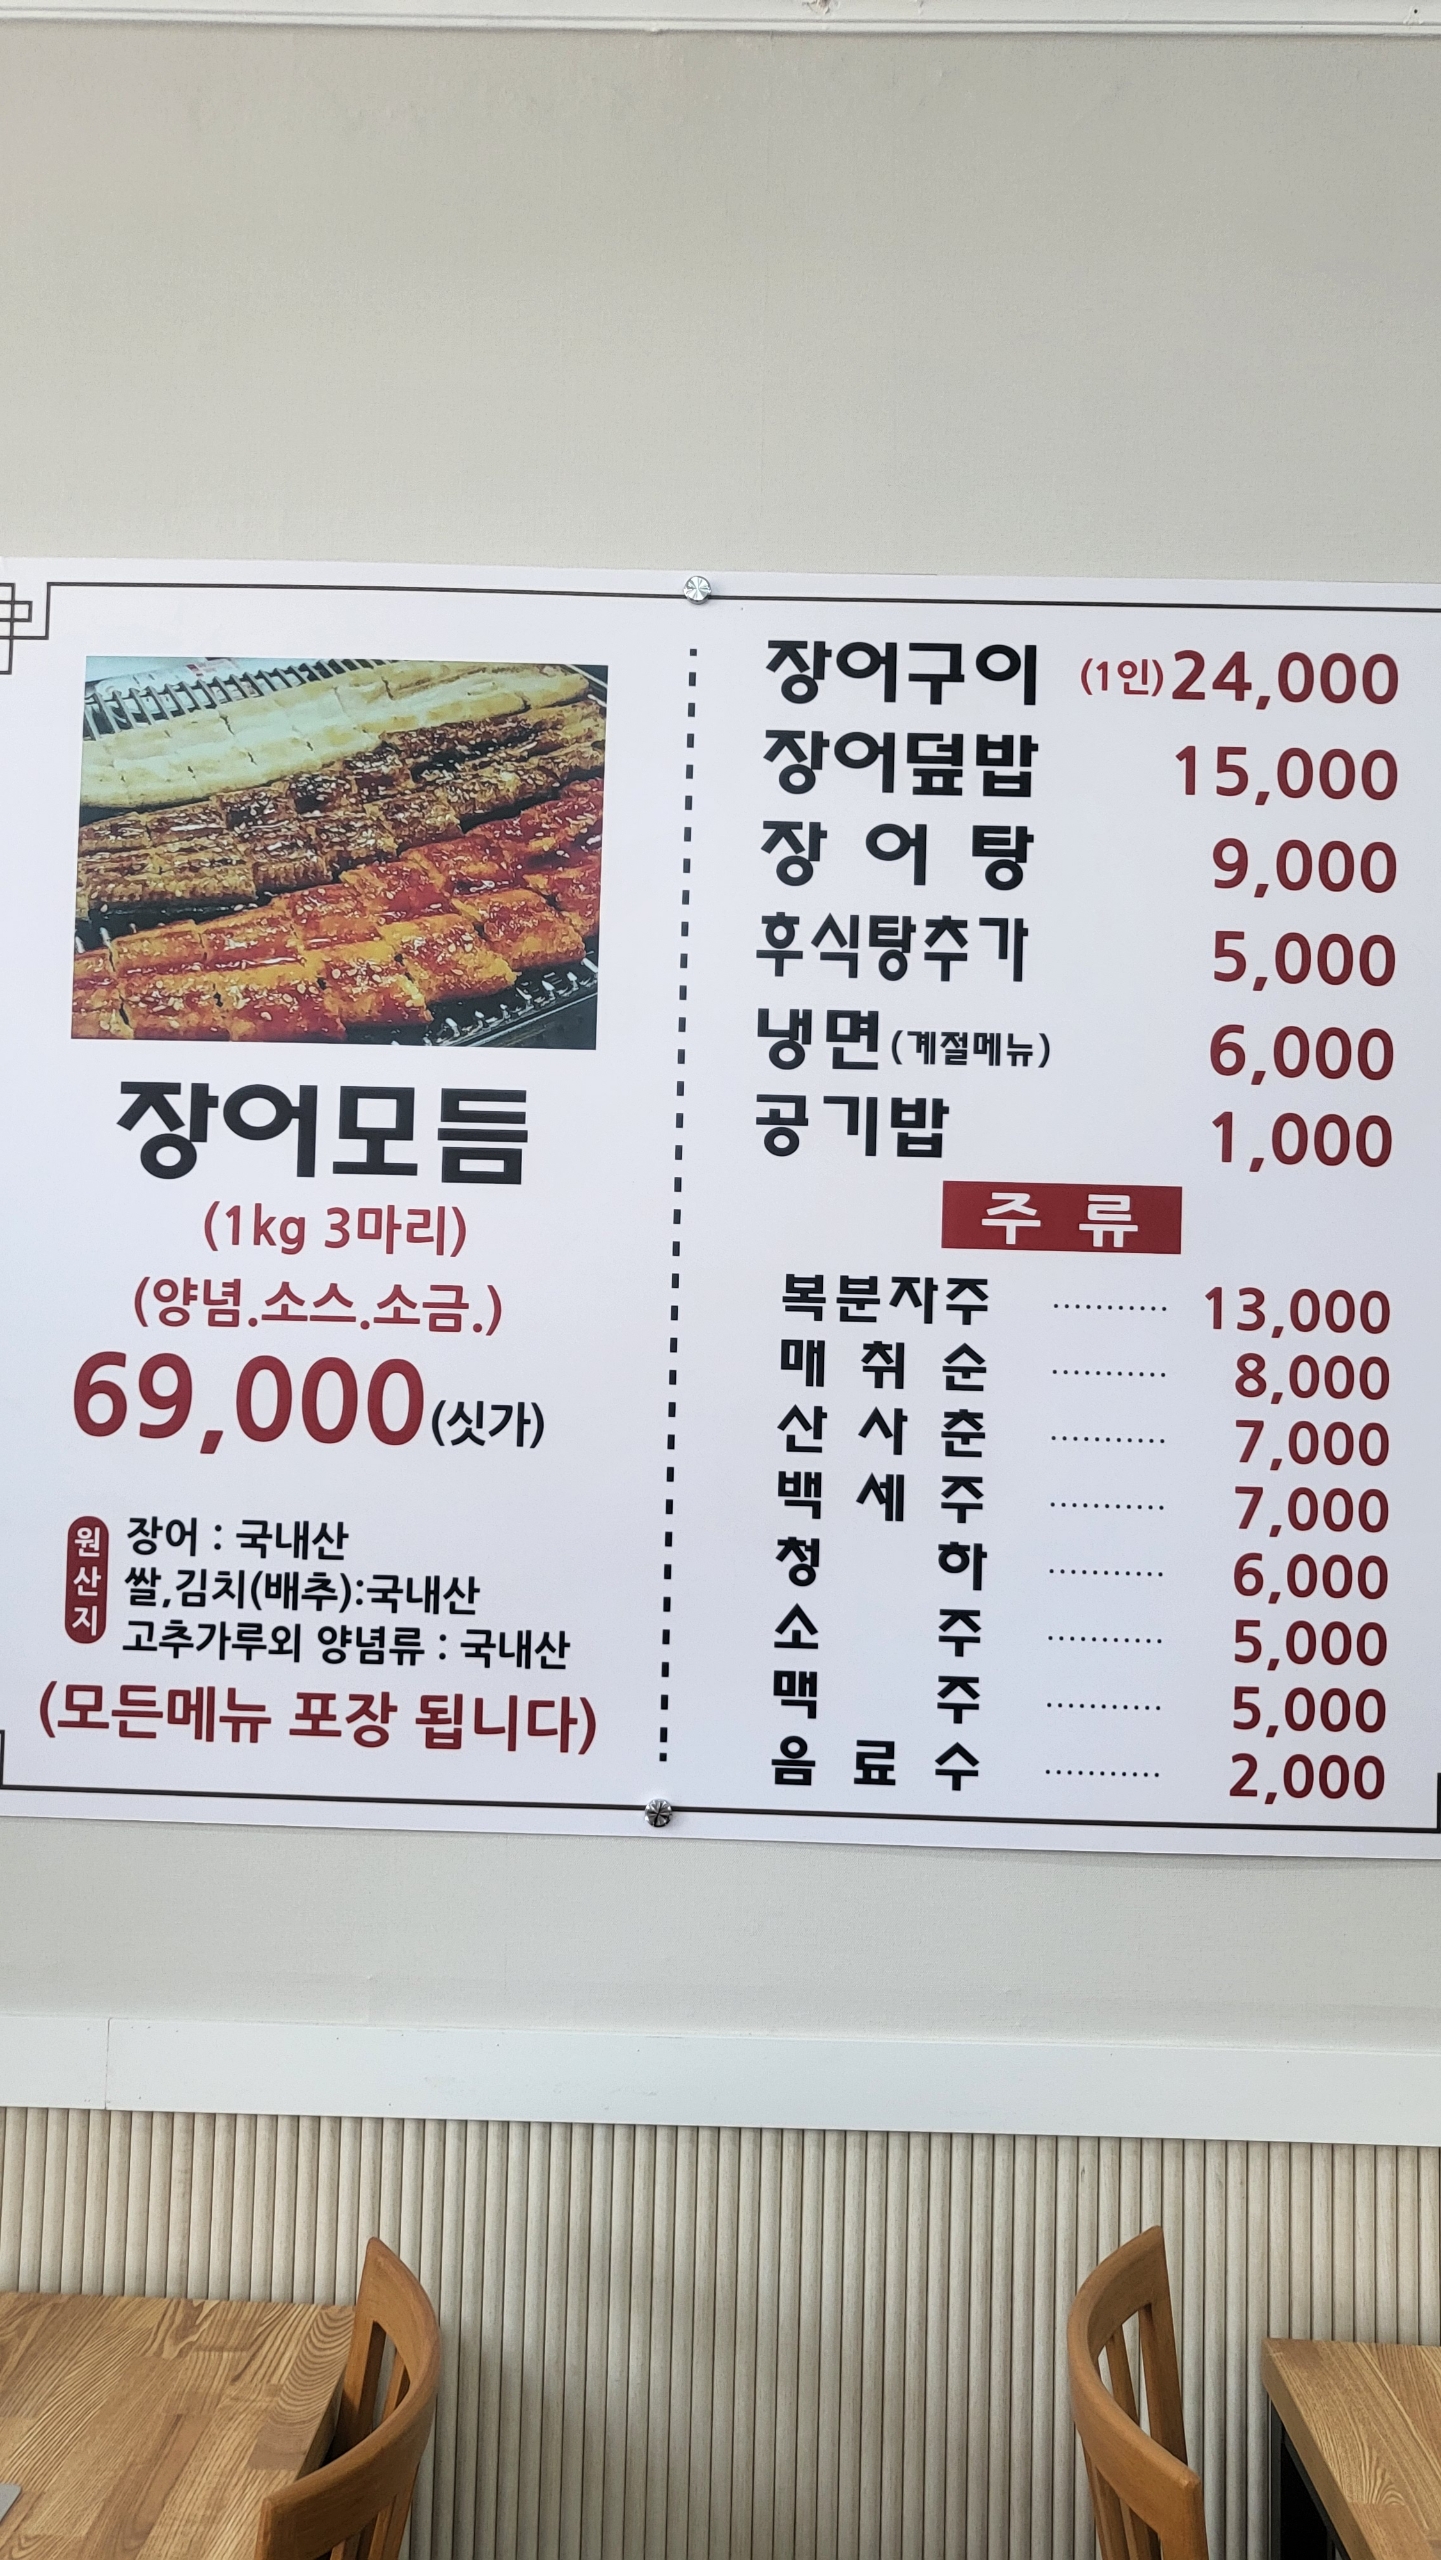 장어모듬
(1kg 3마리)
(양념.소스.소금.)
69,000(싯가)
원산지
장어 : 국내산
쌀,김치(배추):국내산
고추가루외 양념류 : 국내산
(모든메뉴 포장 됩니다)
장어구이 (1인)24,000
장어덮밥 15,000
장 어 탕 9,000
후식탕추가 5,000
냉면(계절메뉴) 6,000
공기밥 1,000
주 류
복분자주 ........... 13,000
매 취 순 ........... 8,000
산 사 춘 ........... 7,000
백 세 주 ........... 7,000
청 하 ........... 6,000
소 주 ........... 5,000
맥 주 ........... 5,000
음 료 수 ........... 2,000